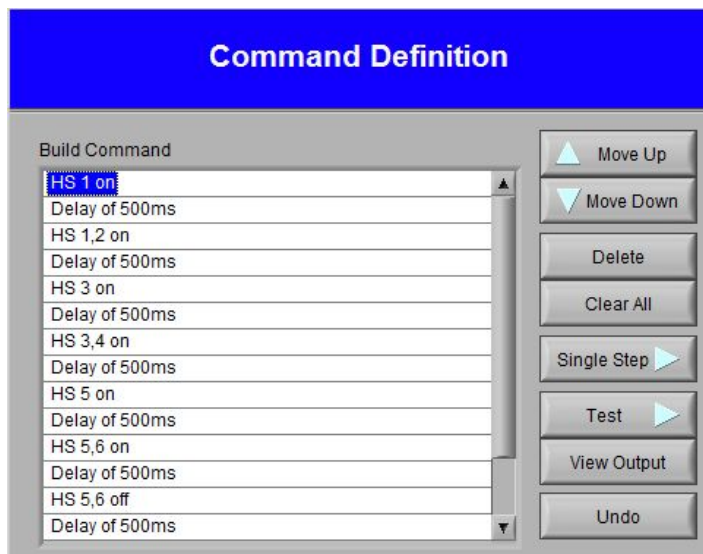 Command Definition
Build Command
HS 1 on
Delay of 500ms
HS 1,2 on
Delay of 500ms
HS 3 on
Delay of 500ms
HS 3,4 on
Delay of 500ms
HS 5 on
Delay of 500ms
HS 5,6 on
Delay of 500ms
HS 5,6 off
Delay of 500ms
Move Up
Move Down
Delete
Clear All
Single Step
Test
View Output
Undo